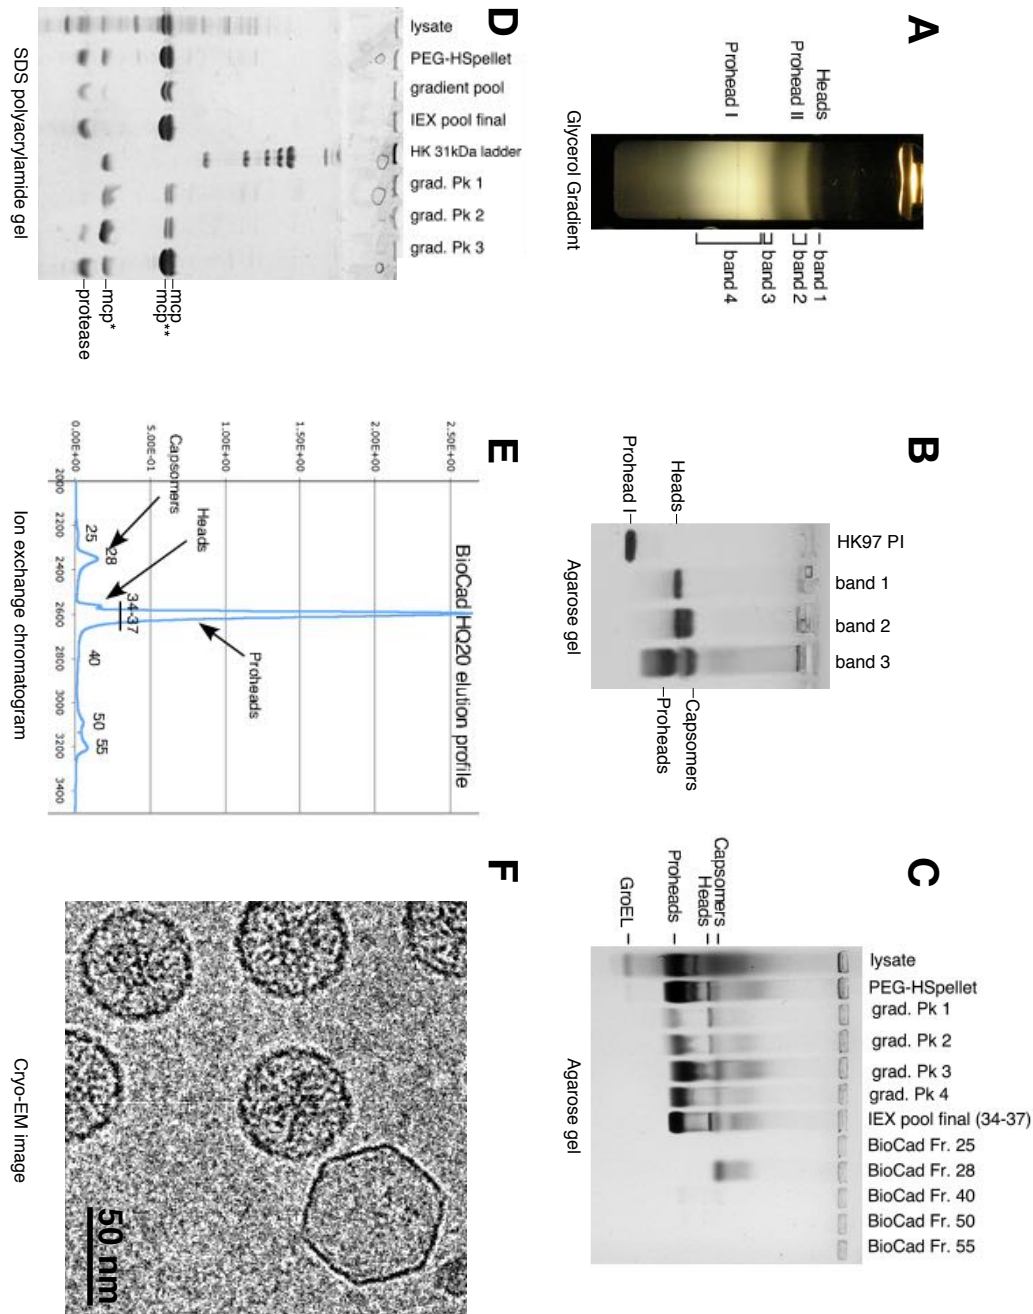 A
Heads
Prohead II
Prohead I
band 1
band 2
band 3
band 4
Glycerol Gradient
B
Heads
Prohead I
HK97 PI
band 1
band 2
band 3
Capsomers
Proheads
Agarose gel
C
Capsomers
Heads
Proheads
GroEL
lysate
PEG-HSpellet
grad. Pk 1
grad. Pk 2
grad. Pk 3
grad. Pk 4
IEX pool final (34-37)
BioCad Fr. 25
BioCad Fr. 28
BioCad Fr. 40
BioCad Fr. 50
BioCad Fr. 55
Agarose gel
D
lysate
PEG-HSpellet
gradient pool
IEX pool final
HK 31kDa ladder
grad. Pk 1
grad. Pk 2
grad. Pk 3
mcp
mcp**
mcp*
protease
SDS polyacrylamide gel
E
BioCad HQ20 elution profile
2.50E+00
2.00E+00
1.50E+00
1.00E+00
5.00E-01
0.00E+00
Capsomers
Heads
Proheads
25
28
34-37
40
50
55
2000
2200
2400
2600
2800
3000
3200
3400
Ion exchange chromatogram
F
50 nm
Cryo-EM image